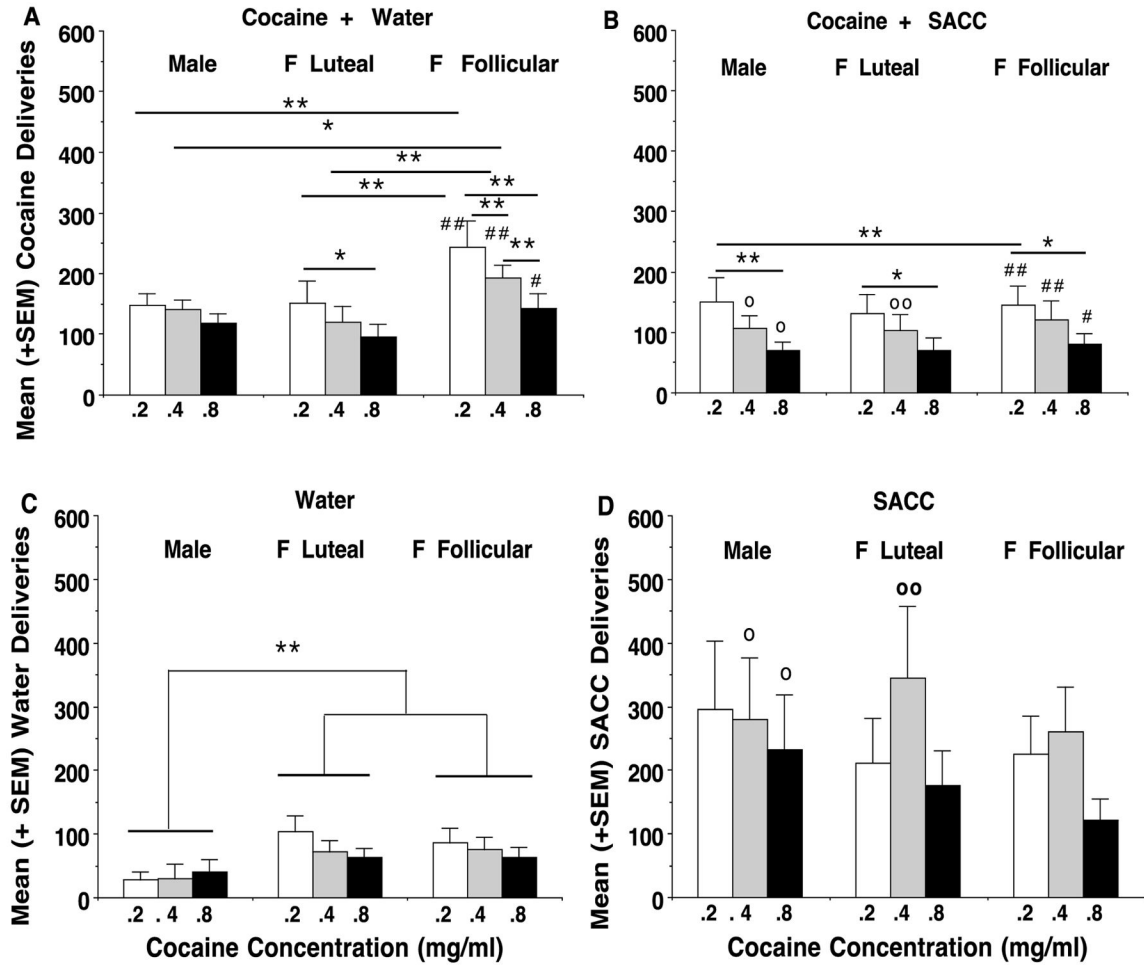 A
Cocaine + Water
Mean (+SEM) Cocaine Deliveries
600
500
400
300
200
100
0
Male
F Luteal
F Follicular
**
*
**
**
**
**
##
##
**
*
#
.2 .4 .8
.2 .4 .8
.2 .4 .8
B
Cocaine + SACC
600
500
400
300
200
100
0
Male
F Luteal
F Follicular
**
*
**
*
##
##
o
oo
o
#
.2 .4 .8
.2 .4 .8
.2 .4 .8
C
Water
Mean (+ SEM) Water Deliveries
600
500
400
300
200
100
0
Male
F Luteal
F Follicular
**
.2 . 4 .8
.2 .4 .8
.2 .4 .8
Cocaine Concentration (mg/ml)
D
SACC
Mean (+SEM) SACC Deliveries
600
500
400
300
200
100
0
Male
F Luteal
F Follicular
oo
o
o
.2 . 4 .8
.2 .4 .8
.2 .4 .8
Cocaine Concentration (mg/ml)